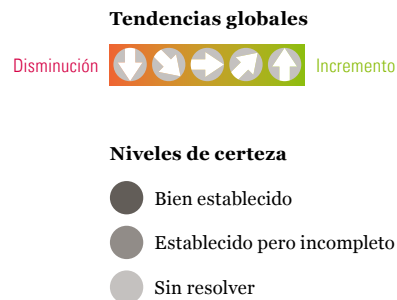 Tendencias globales
Disminución
Incremento
Niveles de certeza
Bien establecido
Establecido pero incompleto
Sin resolver